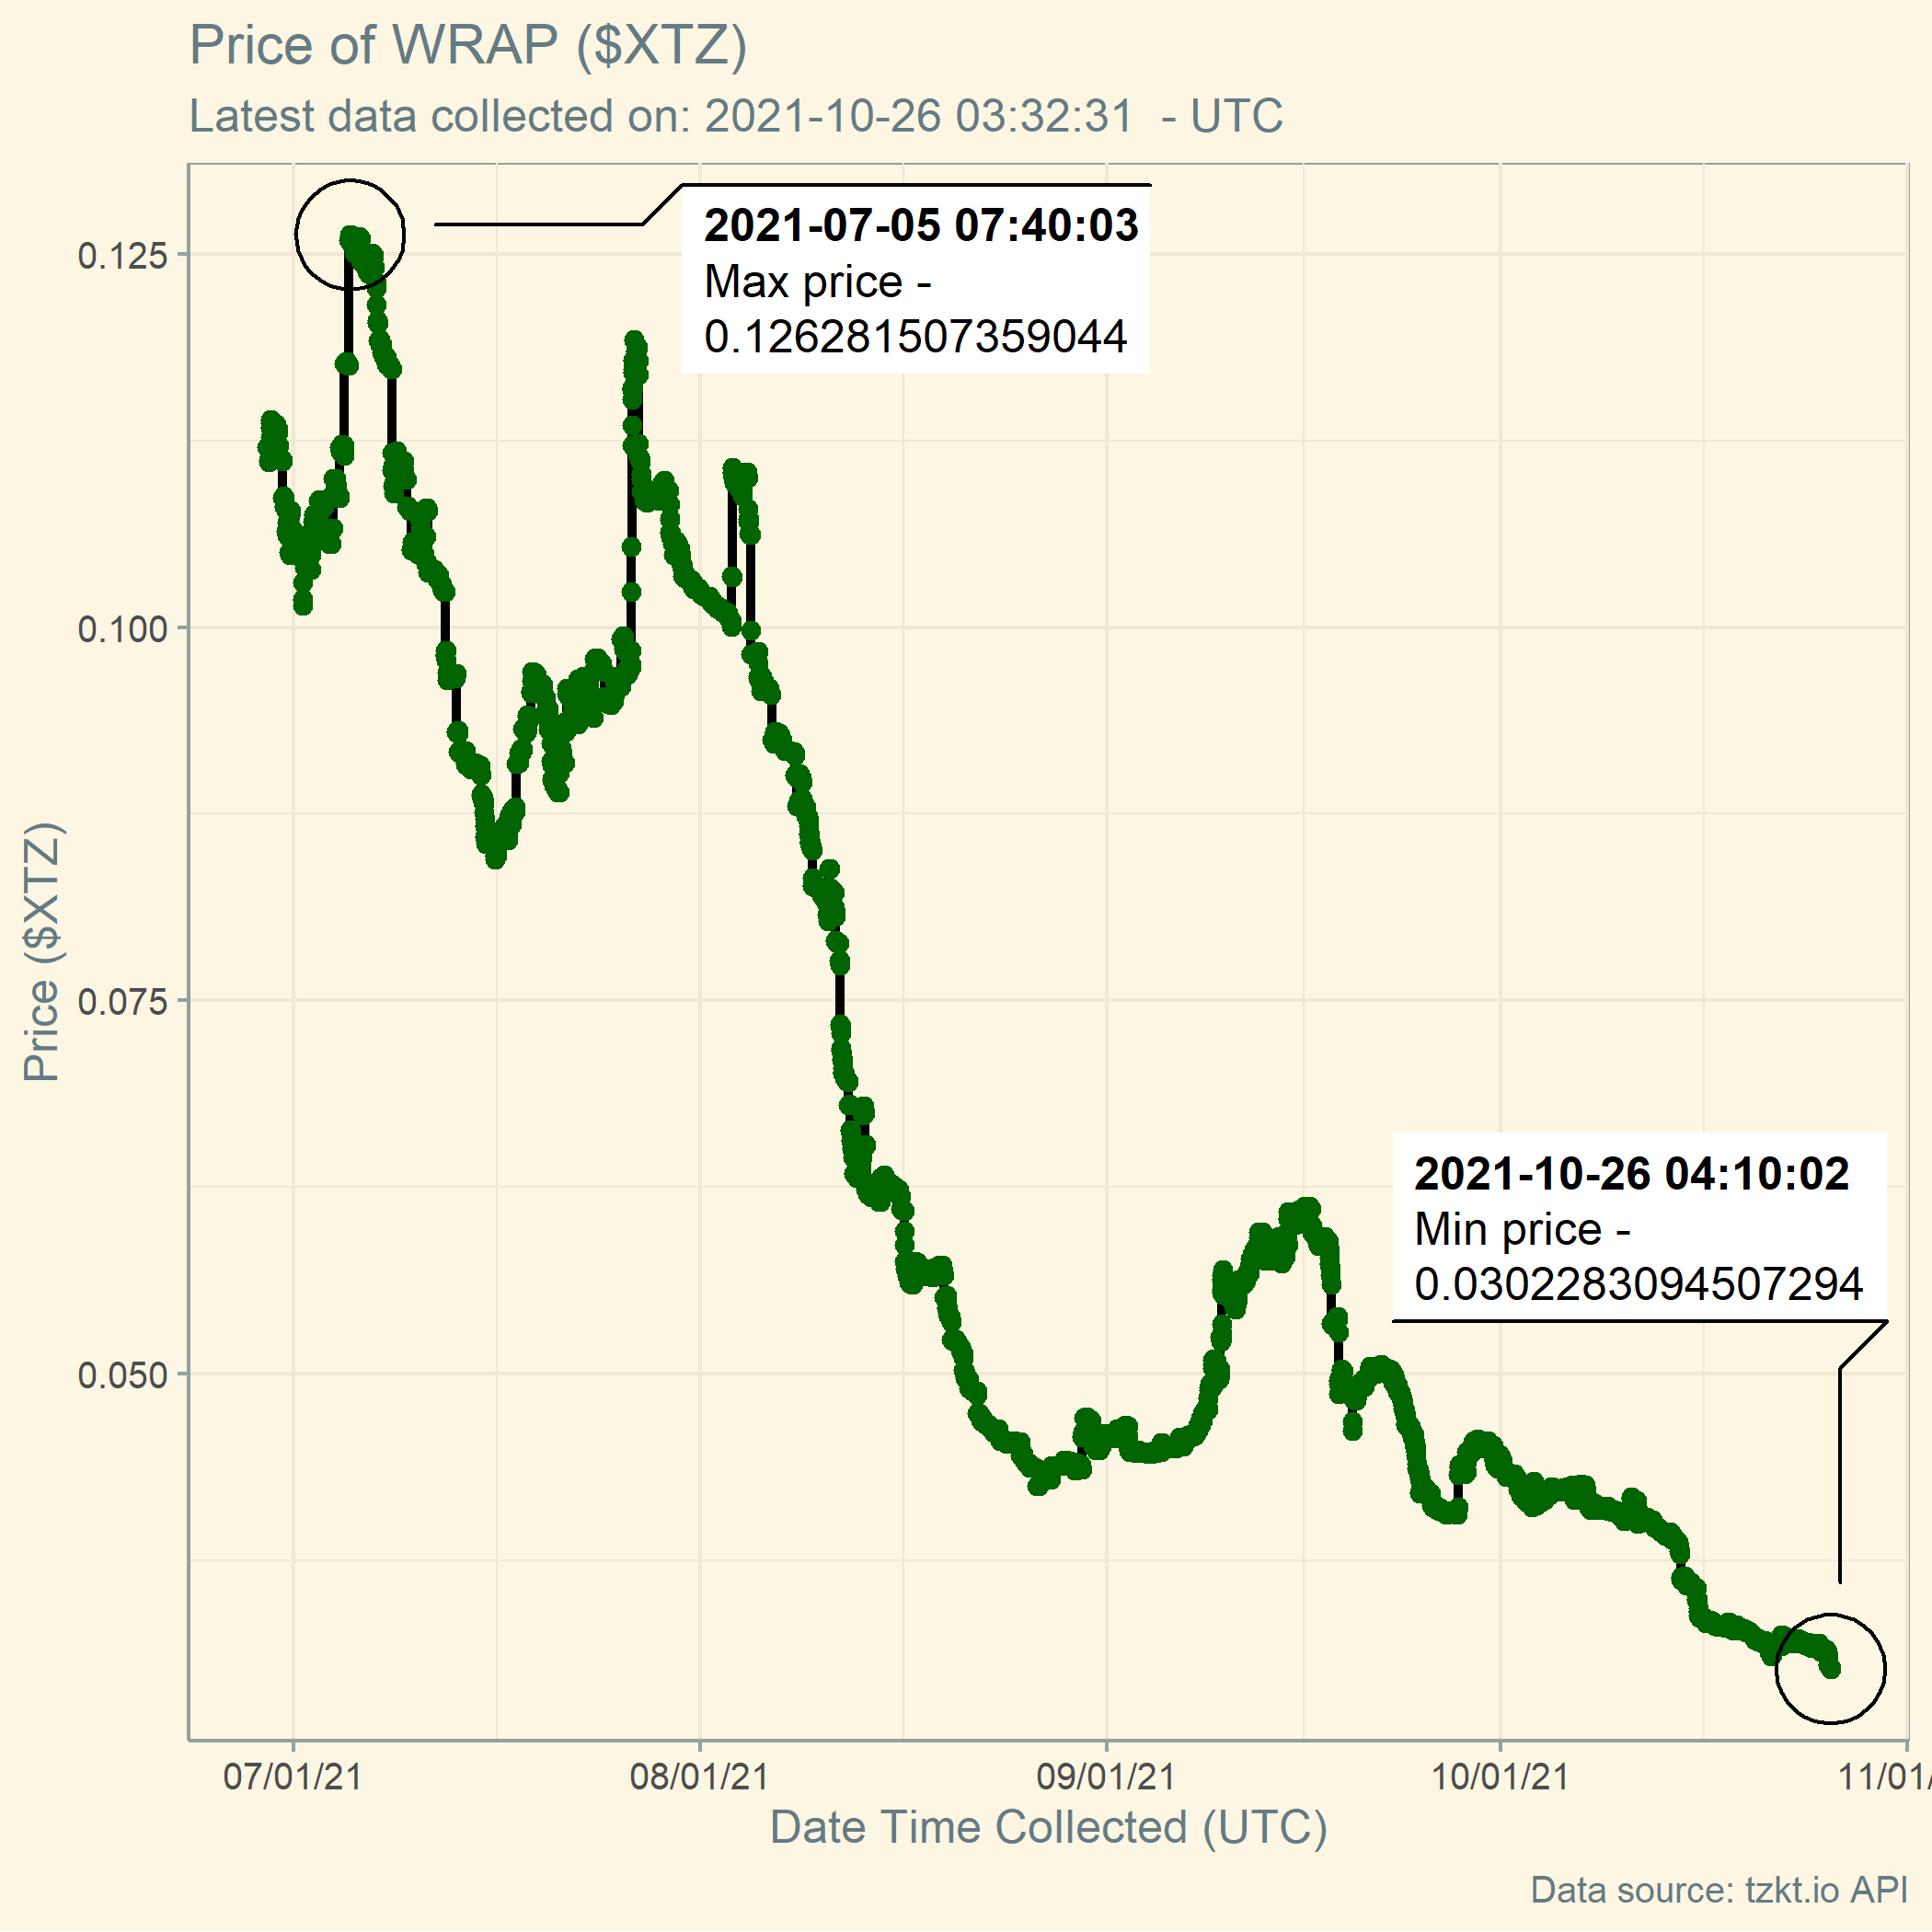 Price of WRAP ($XTZ)
Latest data collected on: 2021-10-26 03:32:31  - UTC
2021-07-05 07:40:03
Max price -
0.126281507359044
0.125
0.100
0.075
0.050
Price ($XTZ)
2021-10-26 04:10:02
Min price -
0.0302283094507294
07/01/21
08/01/21
09/01/21
10/01/21
11/01/
Date Time Collected (UTC)
Data source: tzkt.io API